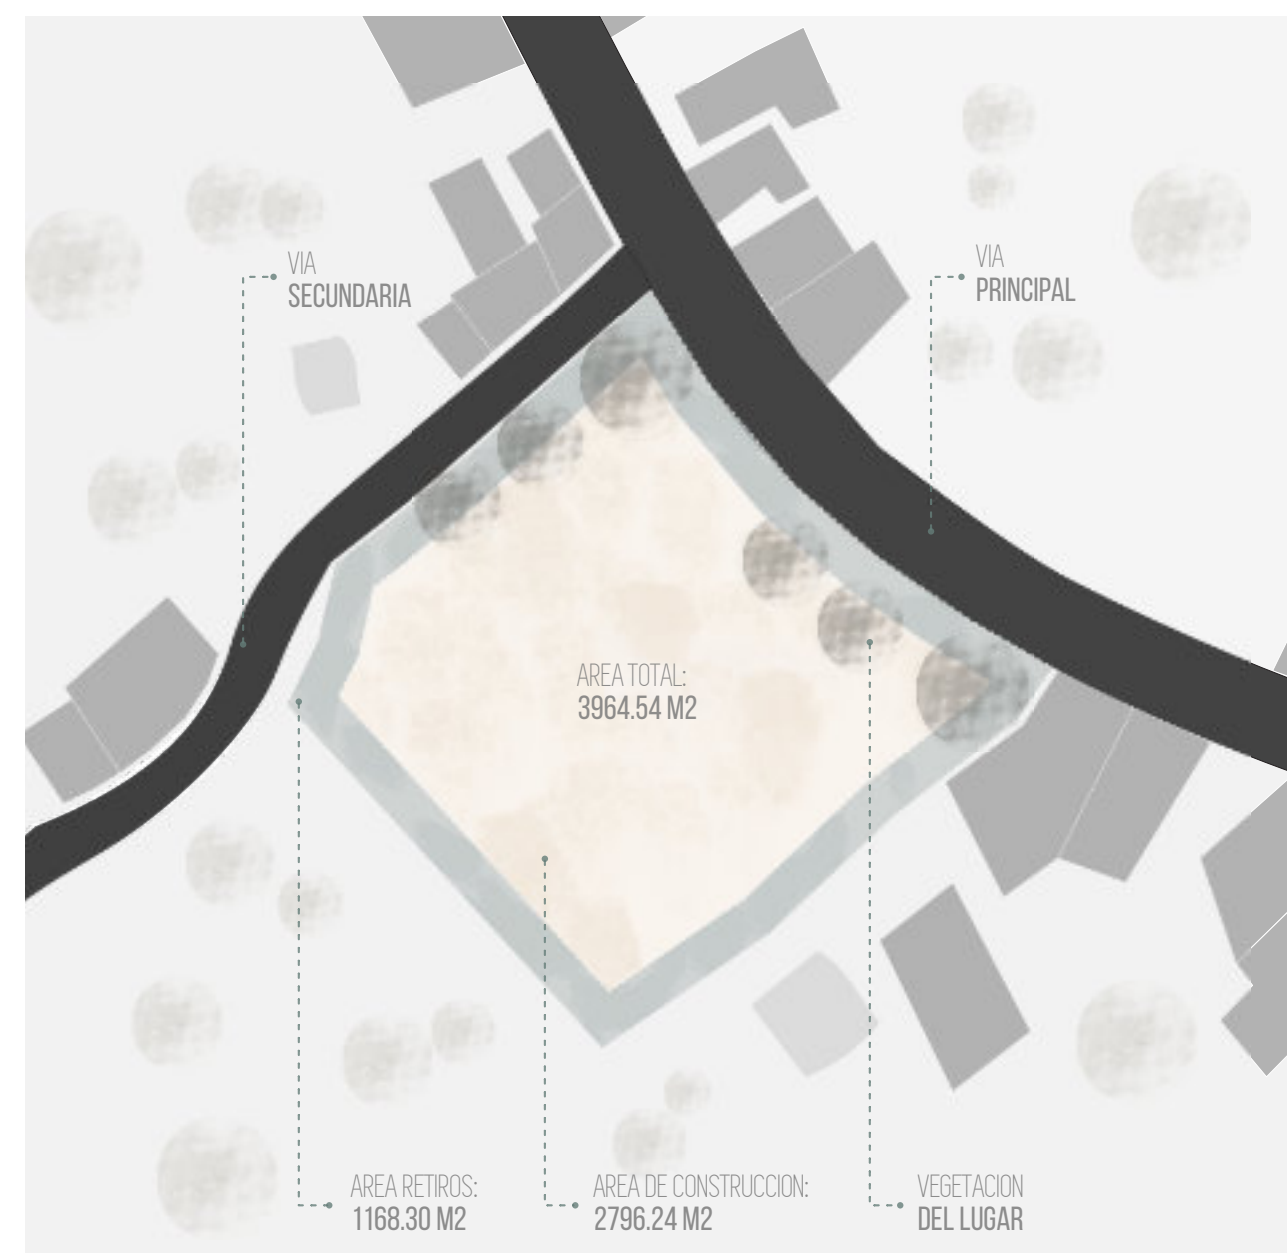 VIA
SECUNDARIA
VIA
PRINCIPAL
AREA TOTAL:
3964.54 M2
AREA RETIROS:
1168.30 M2
AREA DE CONSTRUCCION:
2796.24 M2
VEGETACION
DEL LUGAR